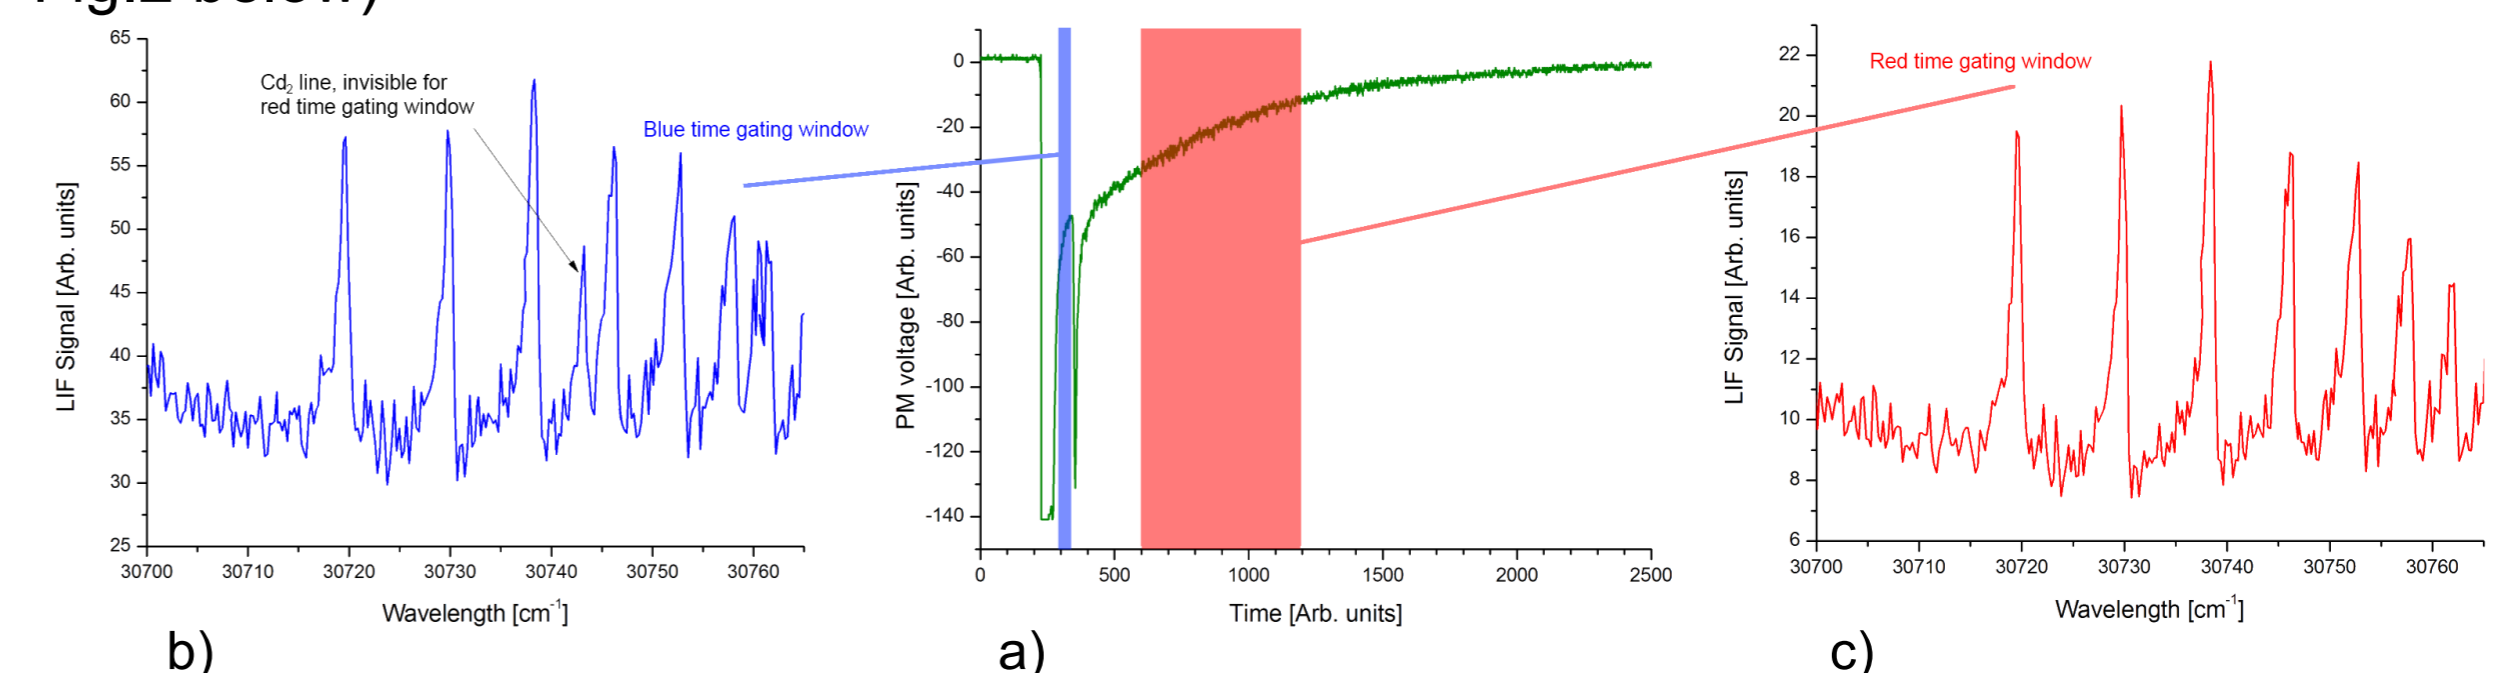 Fig.2 below)
65
60
55
50
45
40
35
30
25
LIF Signal [Arb. units]
Cd₂ line, invisible for
red time gating window
Blue time gating window
30700 30710 30720 30730 30740 30750 30760
Wavelength [cm⁻¹]
b)
0
-20
-40
-60
-80
-100
-120
-140
PM voltage [Arb. units]
0 500 1000 1500 2000 2500
Time [Arb. units]
a)
22
20
18
16
14
12
10
8
6
LIF Signal [Arb. units]
Red time gating window
30700 30710 30720 30730 30740 30750 30760
Wavelength [cm⁻¹]
c)